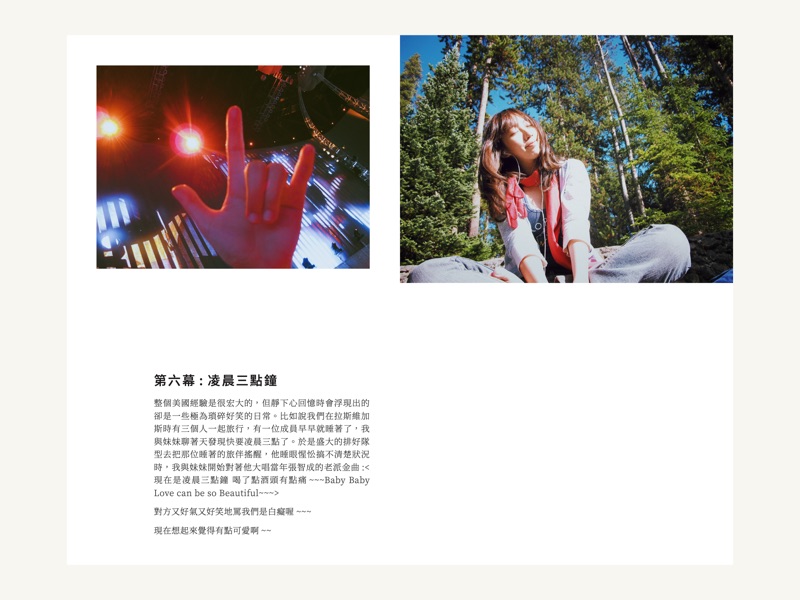 第六幕 : 凌晨三點鐘
整個美國經驗是很宏大的，但靜下心回憶時會浮現出的
卻是一些極為瑣碎好笑的日常。比如說我們在拉斯維加
斯時有三個人一起旅行，有一位成員早早就睡著了，我
與妹妹聊著天發現快要凌晨三點了。於是盛大的排好隊
型去把那位睡著的旅伴搖醒，他睡眼惺忪搞不清楚狀況
時，我與妹妹開始對著他大唱當年張智成的老派金曲 :<
現在是凌晨三點鐘 喝了點酒頭有點痛 ~~~Baby Baby
Love can be so Beautiful~~~>
對方又好氣又好笑地罵我們是白癡喔 ~~~
現在想起來覺得有點可愛啊 ~~